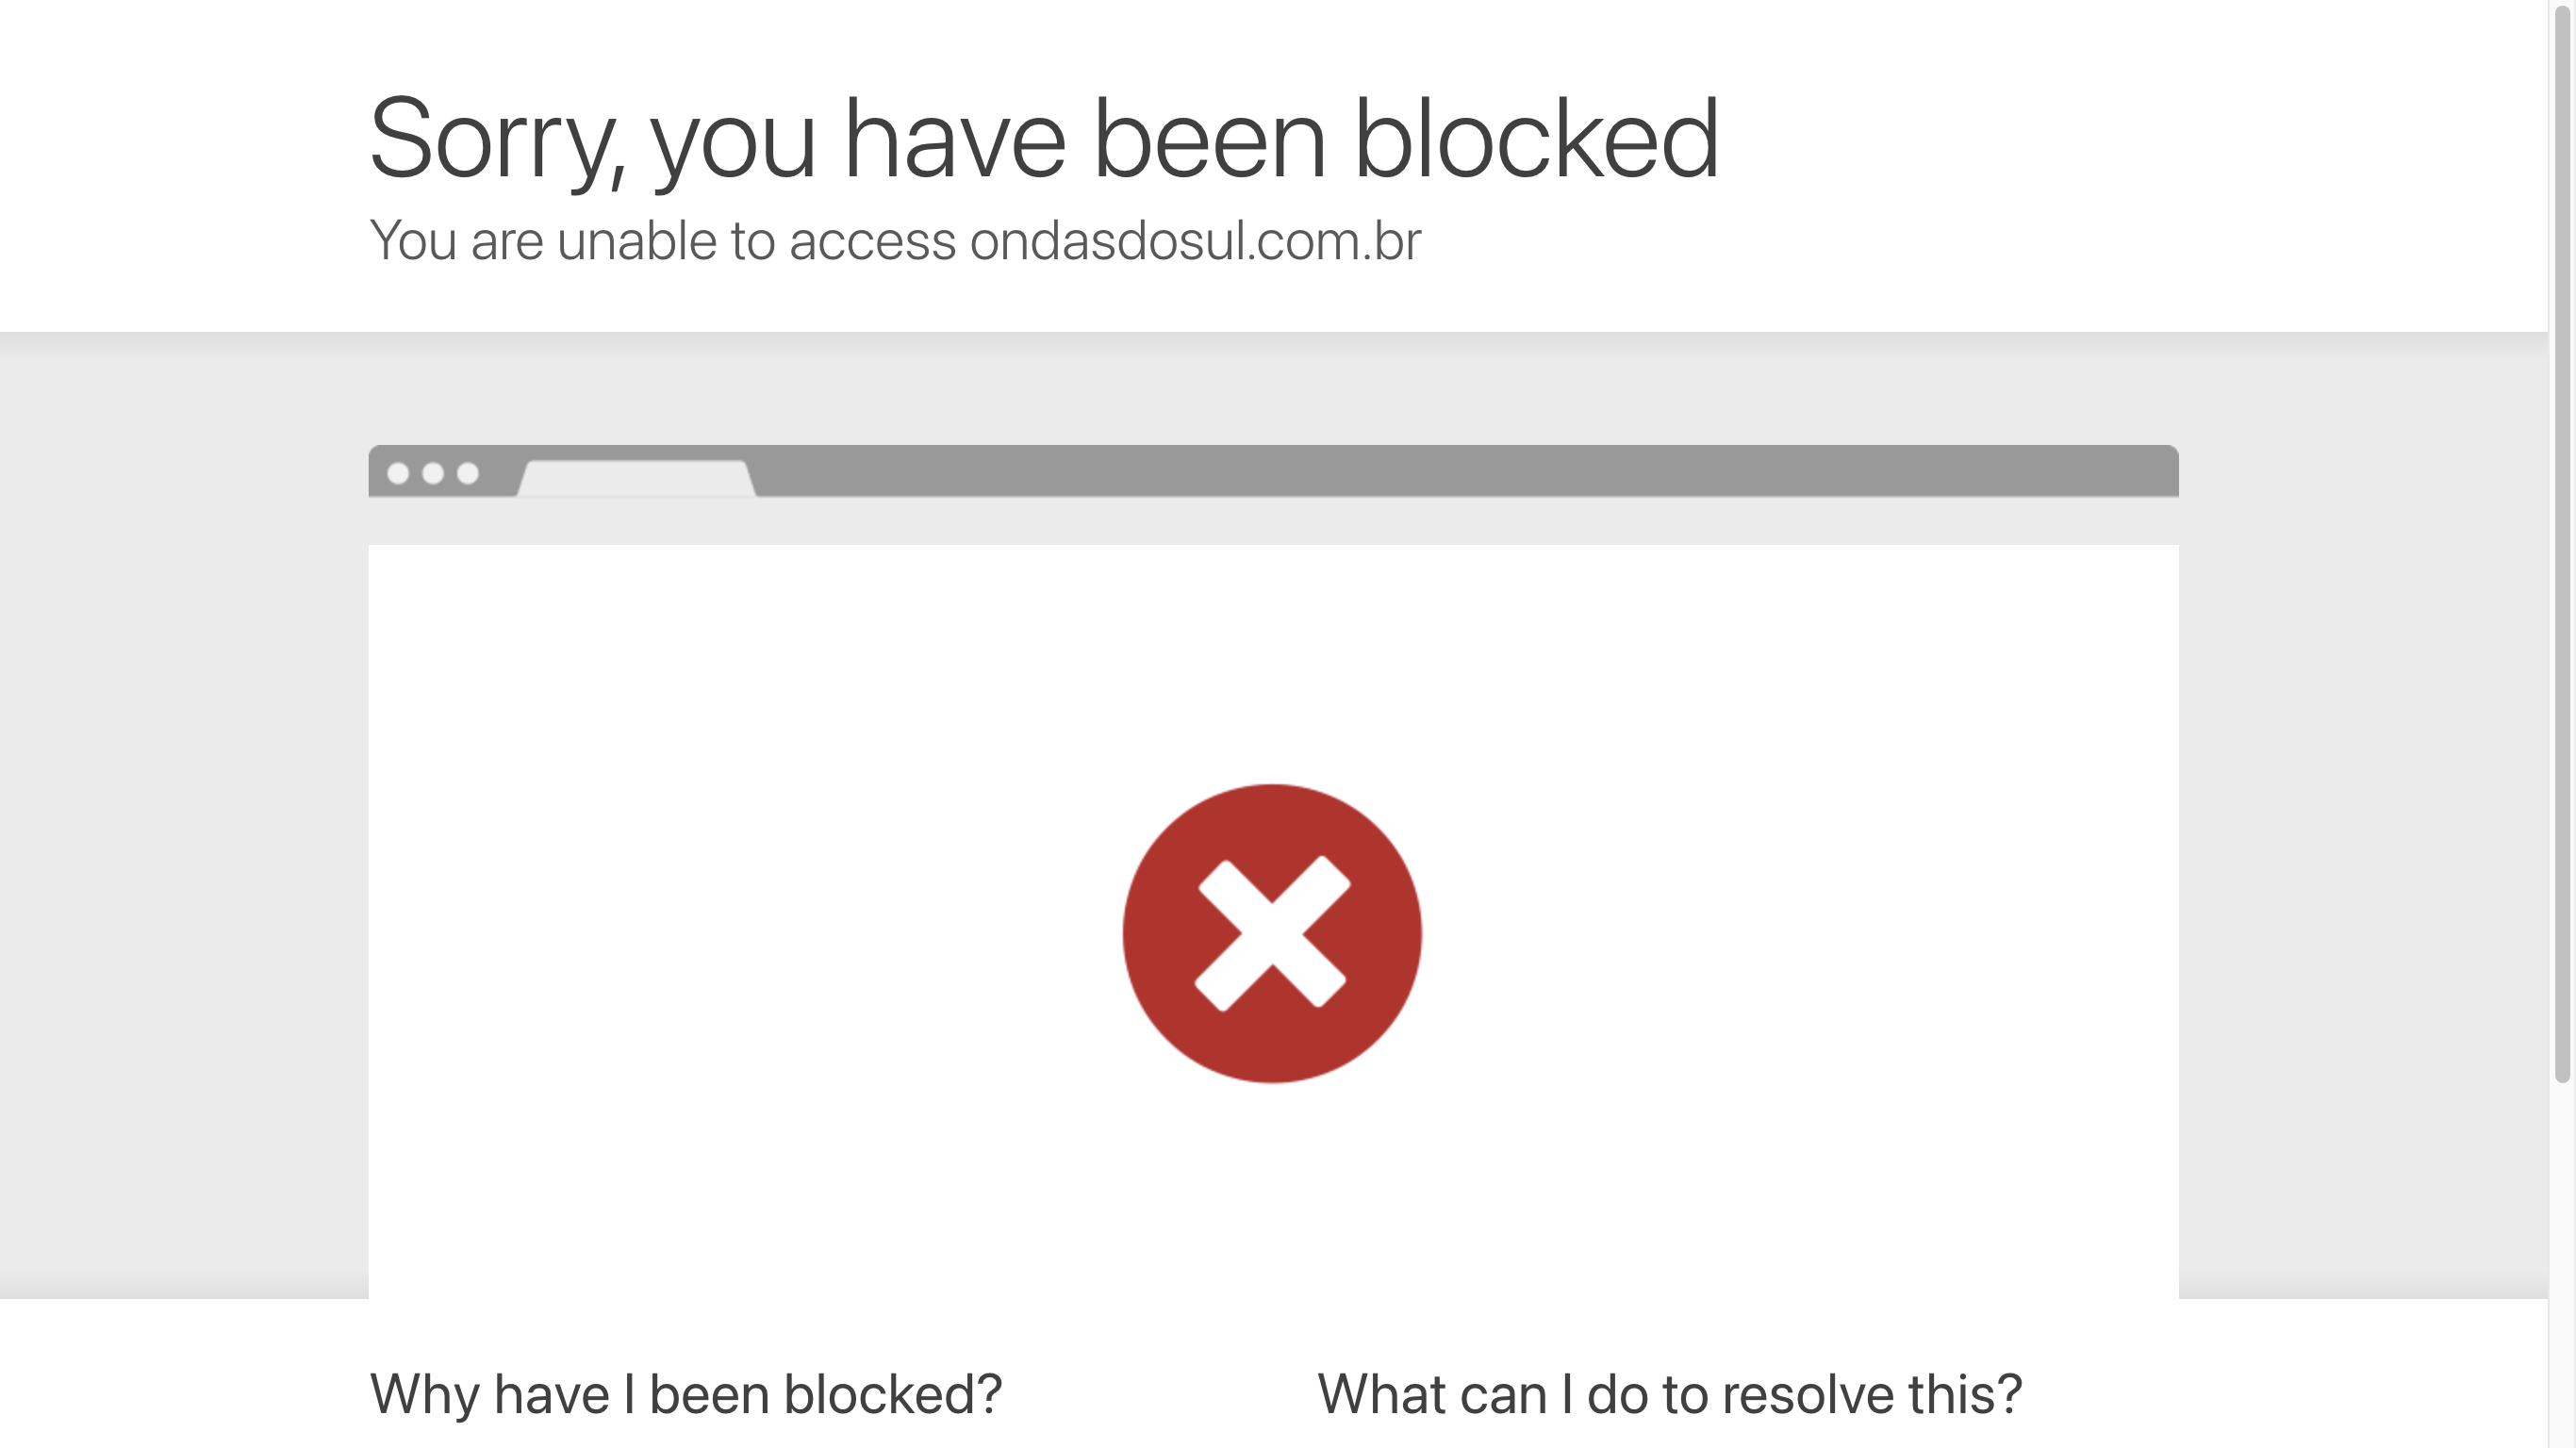 Sorry, you have been blocked
You are unable to access ondasdosul.com.br
Why have I been blocked?
What can I do to resolve this?